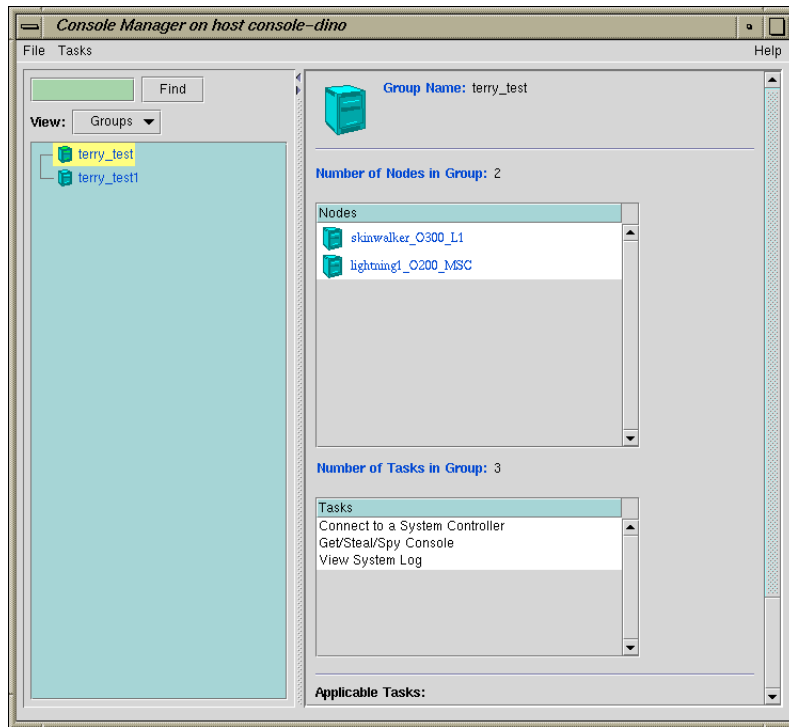 Console Manager on host console-dino
File Tasks Help
Find
View: Groups
terry_test
terry_test1
Group Name: terry_test
Number of Nodes in Group: 2
Nodes
skinwalker_O300_L1
lightning1_O200_MSC
Number of Tasks in Group: 3
Tasks
Connect to a System Controller
Get/Steal/Spy Console
View System Log
Applicable Tasks: